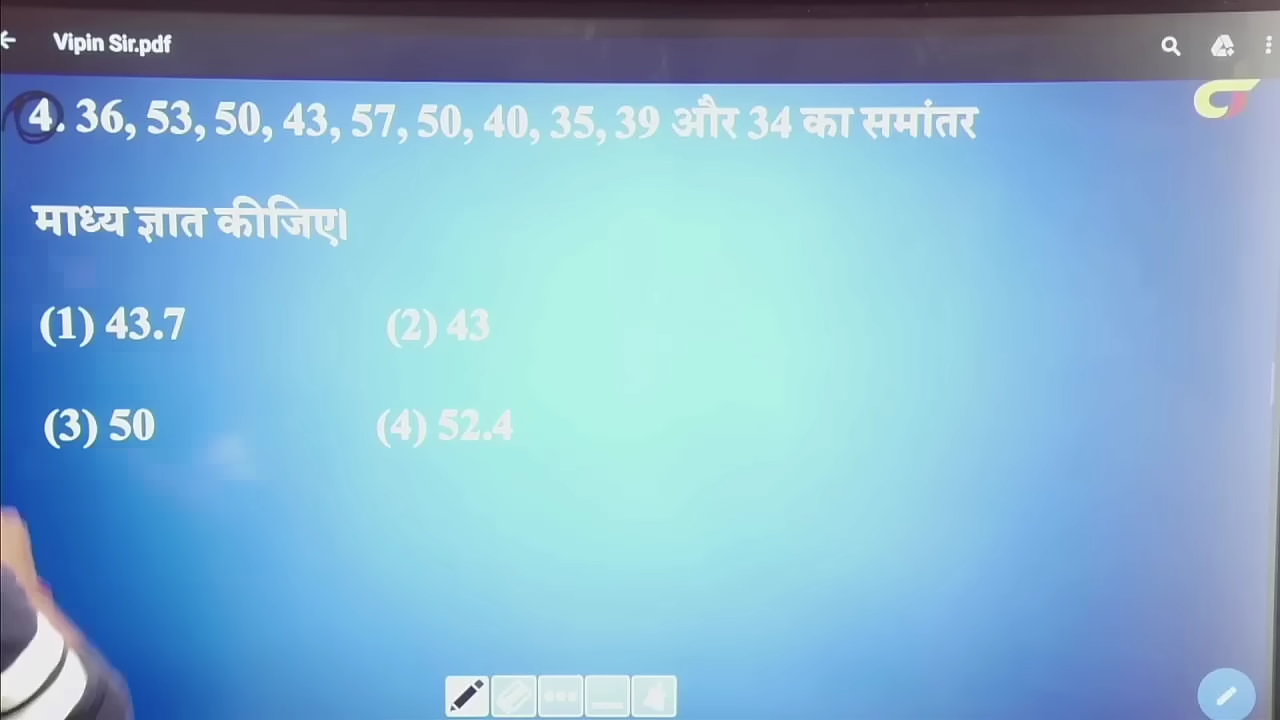 Vipin Sir.pdf
4. 36, 53, 50, 43, 57, 50, 40, 35, 39 और 34 का समांतर
माध्य ज्ञात कीजिए।
(1) 43.7 (2) 43
(3) 50 (4) 52.4